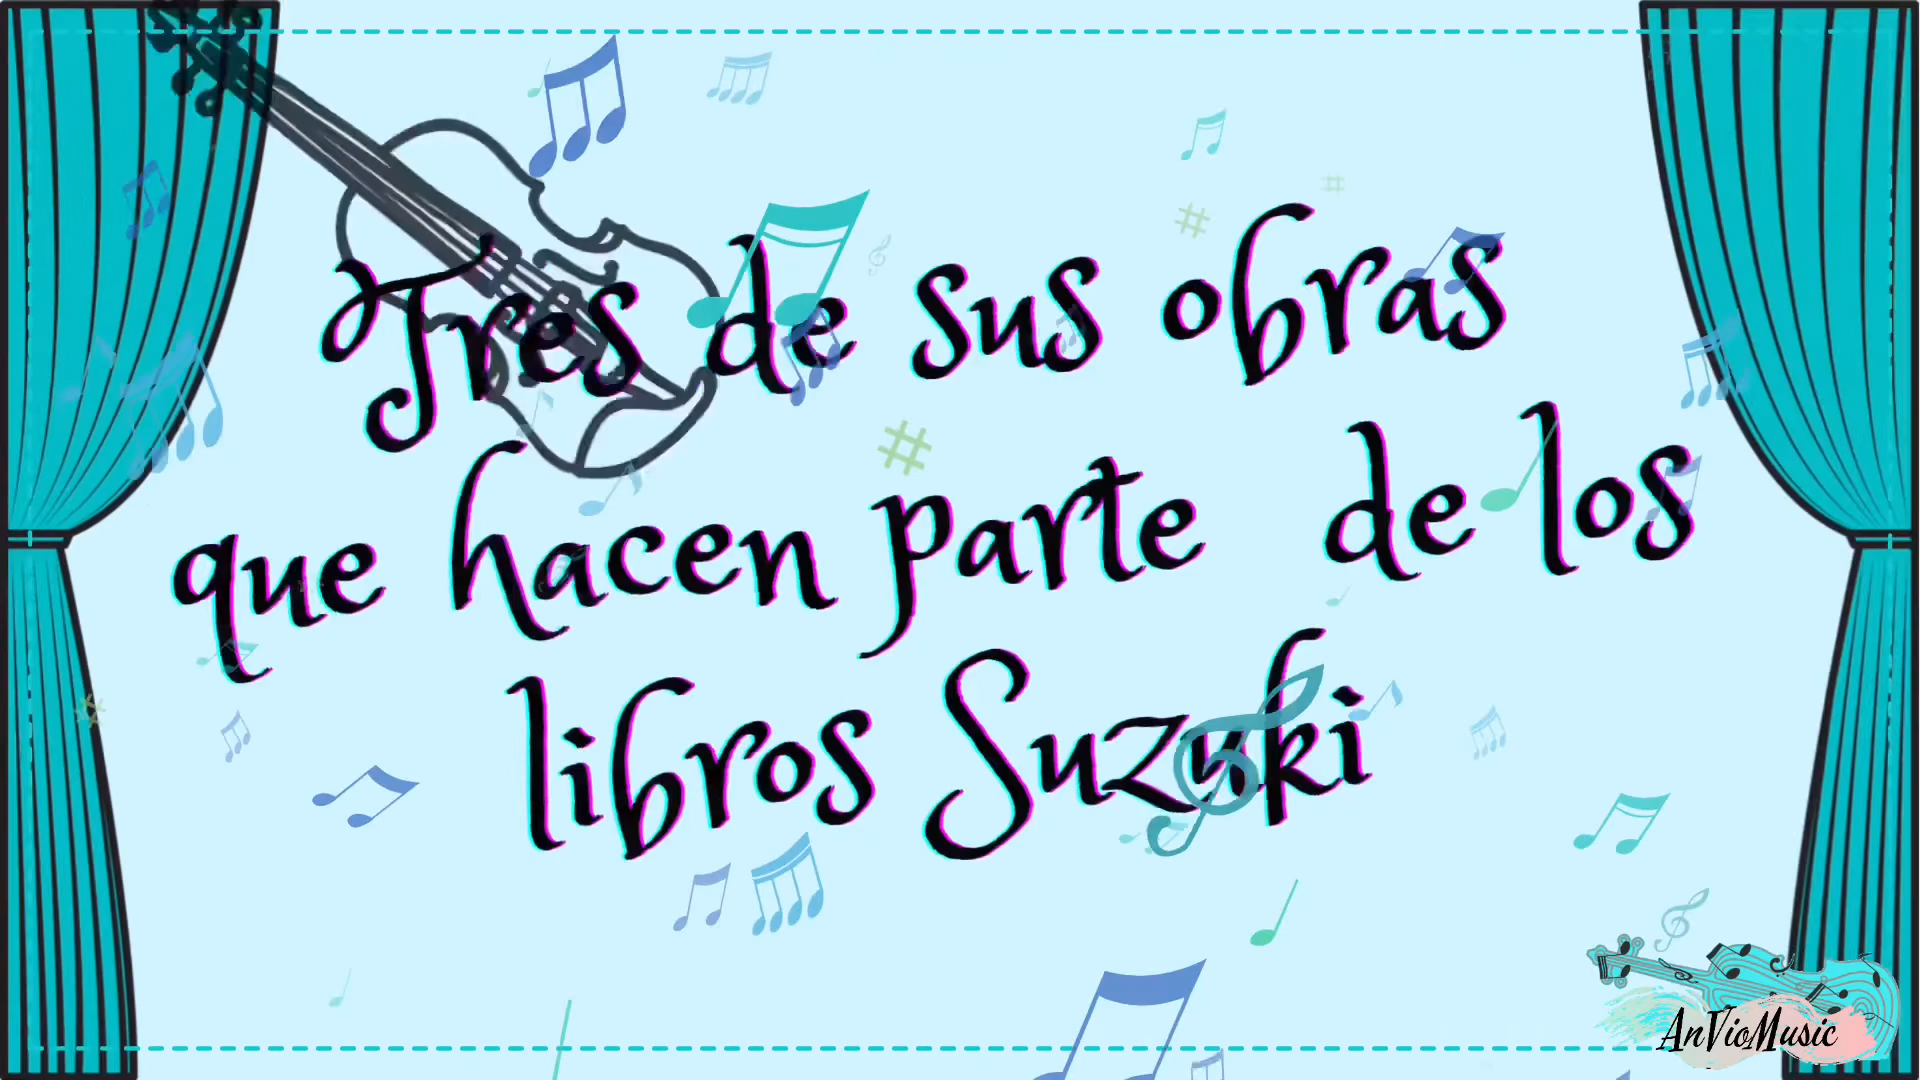 Tres de sus obras
que hacen parte de los
libros Suzuki
AnVioMusic